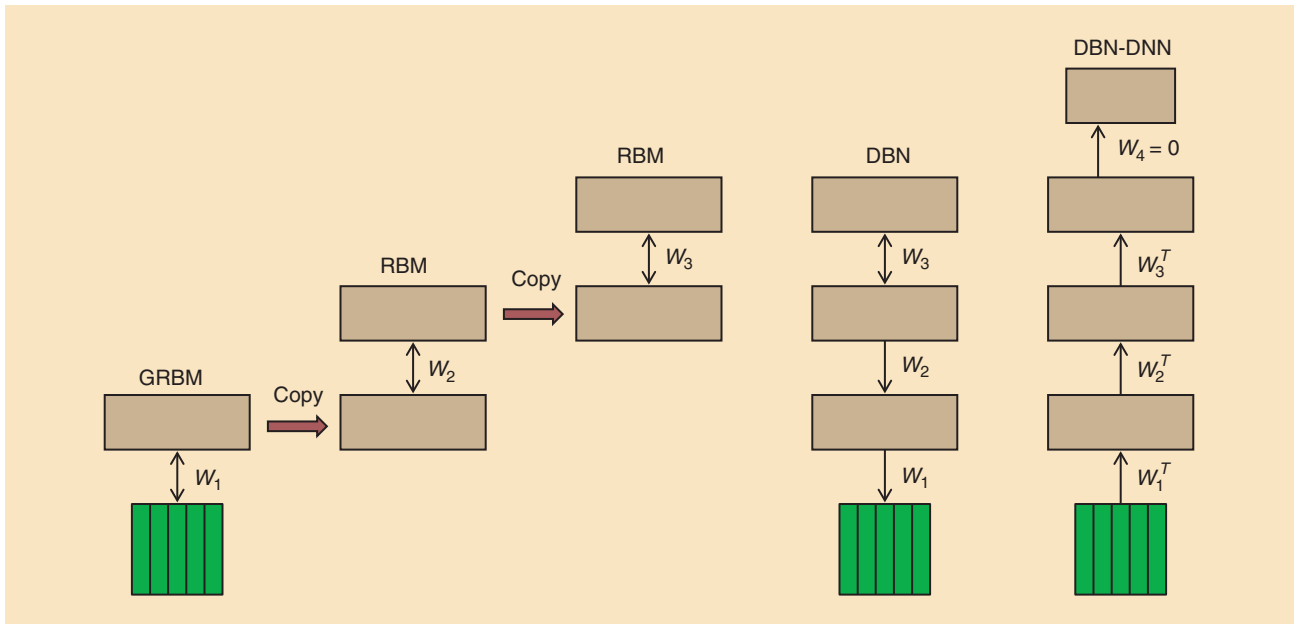 GRBM
W₁
Copy
RBM
W₂
Copy
RBM
W₃
DBN
W₃
W₂
W₁
DBN-DNN
W₄ = 0
W₃ᵀ
W₂ᵀ
W₁ᵀ